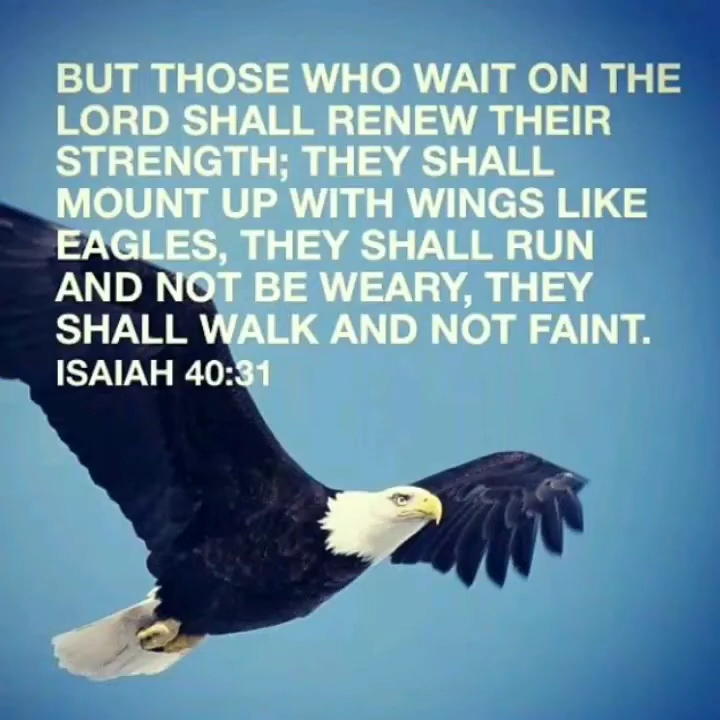 BUT THOSE WHO WAIT ON THE
LORD SHALL RENEW THEIR
STRENGTH; THEY SHALL
MOUNT UP WITH WINGS LIKE
EAGLES, THEY SHALL RUN
AND NOT BE WEARY, THEY
SHALL WALK AND NOT FAINT.
ISAIAH 40:31